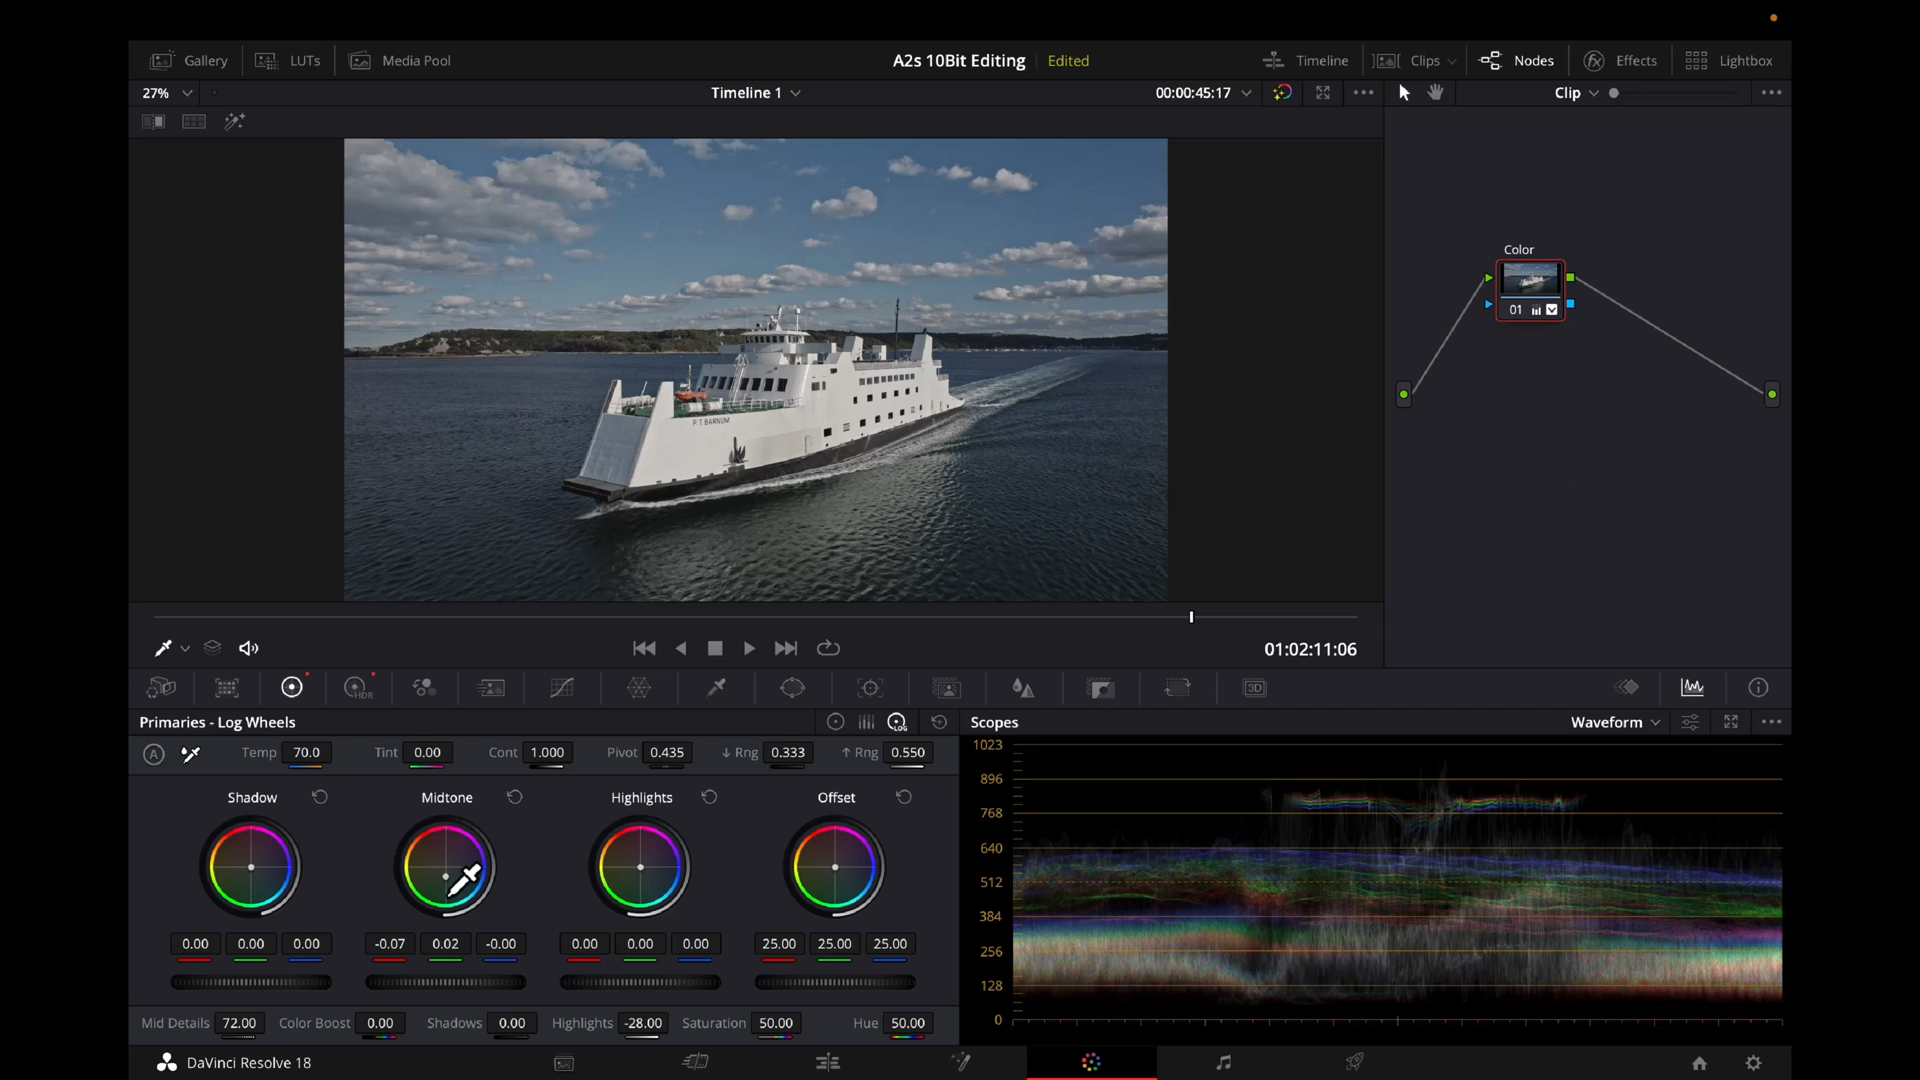 Gallery LUTs Media Pool A2s 10Bit Editing Edited Timeline Clips Nodes Effects Lightbox
27% Timeline 1 00:00:45:17 Clip
Color
01
P.T. BARNUM
01:02:11:06
HDR
3D
Primaries - Log Wheels LOG Scopes Waveform
A Temp 70.0 Tint 0.00 Cont 1.000 Pivot 0.435 ↓ Rng 0.333 ↑ Rng 0.550
Shadow Midtone Highlights Offset
0.00 0.00 0.00 -0.07 0.02 -0.00 0.00 0.00 0.00 25.00 25.00 25.00
Mid Details 72.00 Color Boost 0.00 Shadows 0.00 Highlights -28.00 Saturation 50.00 Hue 50.00
1023
896
768
640
512
384
256
128
0
DaVinci Resolve 18